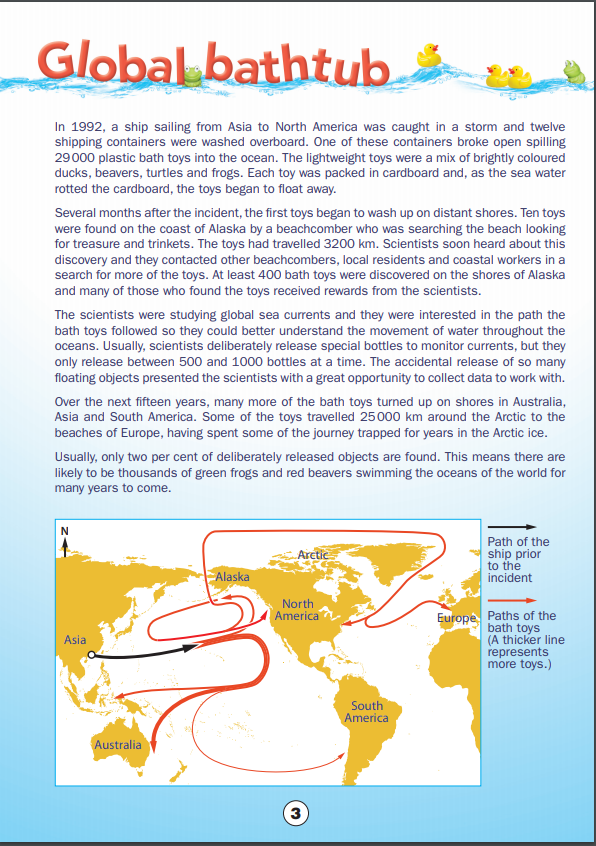 Global bathtub
In 1992, a ship sailing from Asia to North America was caught in a storm and twelve
shipping containers were washed overboard. One of these containers broke open spilling
29 000 plastic bath toys into the ocean. The lightweight toys were a mix of brightly coloured
ducks, beavers, turtles and frogs. Each toy was packed in cardboard and, as the sea water
rotted the cardboard, the toys began to float away.
Several months after the incident, the first toys began to wash up on distant shores. Ten toys
were found on the coast of Alaska by a beachcomber who was searching the beach looking
for treasure and trinkets. The toys had travelled 3200 km. Scientists soon heard about this
discovery and they contacted other beachcombers, local residents and coastal workers in a
search for more of the toys. At least 400 bath toys were discovered on the shores of Alaska
and many of those who found the toys received rewards from the scientists.
The scientists were studying global sea currents and they were interested in the path the
bath toys followed so they could better understand the movement of water throughout the
oceans. Usually, scientists deliberately release special bottles to monitor currents, but they
only release between 500 and 1000 bottles at a time. The accidental release of so many
floating objects presented the scientists with a great opportunity to collect data to work with.
Over the next fifteen years, many more of the bath toys turned up on shores in Australia,
Asia and South America. Some of the toys travelled 25 000 km around the Arctic to the
beaches of Europe, having spent some of the journey trapped for years in the Arctic ice.
Usually, only two per cent of deliberately released objects are found. This means there are
likely to be thousands of green frogs and red beavers swimming the oceans of the world for
many years to come.
N
Arctic
Alaska
North
America
Europe
Asia
South
America
Australia
Path of the
ship prior
to the
incident
Paths of the
bath toys
(A thicker line
represents
more toys.)
3